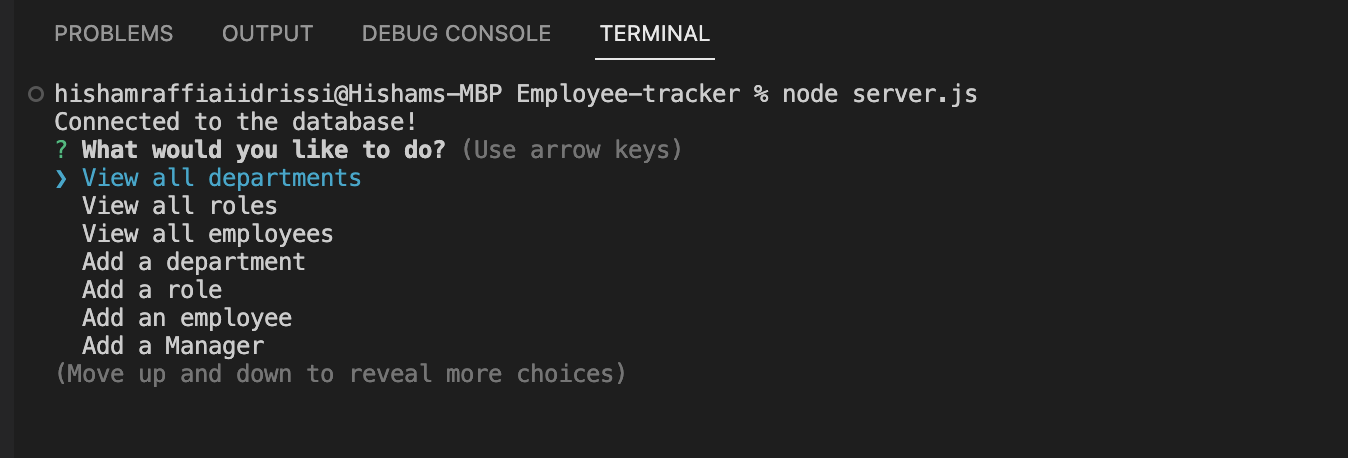 PROBLEMS OUTPUT DEBUG CONSOLE TERMINAL
hishamraffiaiidrissi@Hishams-MBP Employee-tracker % node server.js
Connected to the database!
? What would you like to do? (Use arrow keys)
❯ View all departments
View all roles
View all employees
Add a department
Add a role
Add an employee
Add a Manager
(Move up and down to reveal more choices)